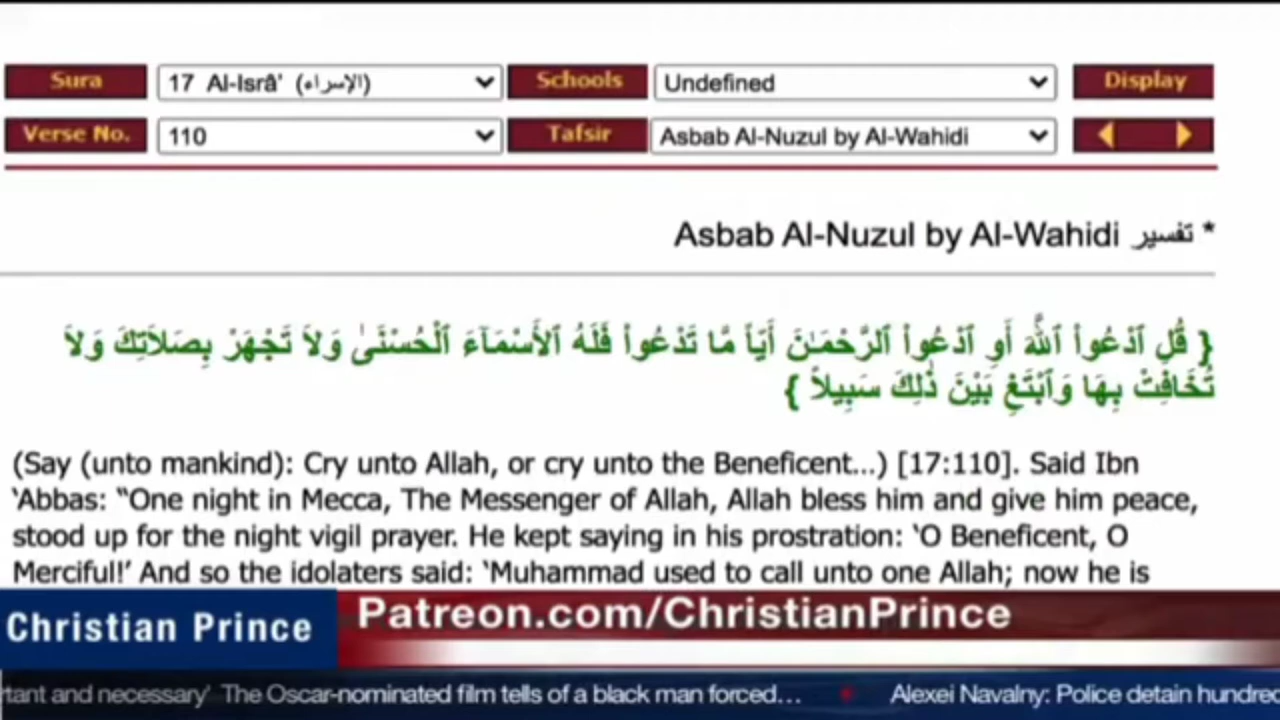 Sura 17 Al-Isrâ' (الإسراء) Schools Undefined Display
Verse No. 110 Tafsir Asbab Al-Nuzul by Al-Wahidi
* تفسير Asbab Al-Nuzul by Al-Wahidi
{ قُلِ ٱدْعُواْ ٱللَّهَ أَوِ ٱدْعُواْ ٱلرَّحْمَـٰنَ أَيّاً مَّا تَدْعُواْ فَلَهُ ٱلأَسْمَآءَ ٱلْحُسْنَىٰ وَلاَ تَجْهَرْ بِصَلاَتِكَ وَلاَ
تُخَافِتْ بِهَا وَٱبْتَغِ بَيْنَ ذٰلِكَ سَبِيلاً }
(Say (unto mankind): Cry unto Allah, or cry unto the Beneficent…) [17:110]. Said Ibn
‘Abbas: “One night in Mecca, The Messenger of Allah, Allah bless him and give him peace,
stood up for the night vigil prayer. He kept saying in his prostration: ‘O Beneficent, O
Merciful!’ And so the idolaters said: ‘Muhammad used to call unto one Allah; now he is
Christian Prince
Patreon.com/ChristianPrince
rtant and necessary' The Oscar-nominated film tells of a black man forced... • Alexei Navalny: Police detain hundred